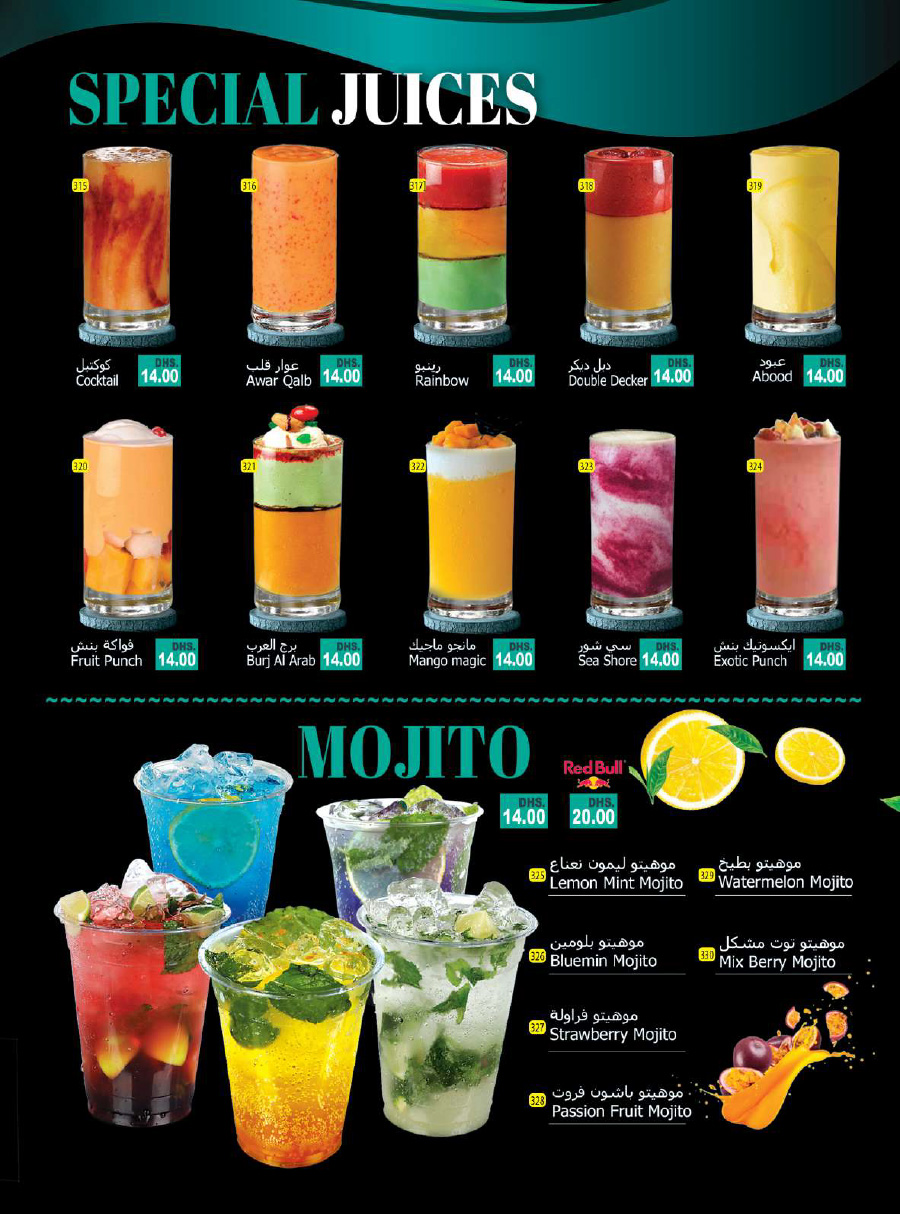 SPECIAL JUICES
315
316
317
318
319
كوكتيل
Cocktail
DHS.
14.00
عوار قلب
Awar Qalb
DHS.
14.00
رينبو
Rainbow
DHS.
14.00
دبل ديكر
Double Decker
DHS.
14.00
عبود
Abood
DHS.
14.00
320
321
322
323
324
فواكة بنش
Fruit Punch
DHS.
14.00
برج العرب
Burj Al Arab
DHS.
14.00
مانجو ماجيك
Mango magic
DHS.
14.00
سي شور
Sea Shore
DHS.
14.00
ايكسوتيك بنش
Exotic Punch
DHS.
14.00
MOJITO
DHS.
14.00
Red Bull
DHS.
20.00
325
موهيتو ليمون نعناع
Lemon Mint Mojito
329
موهيتو بطيخ
Watermelon Mojito
326
موهيتو بلومين
Bluemin Mojito
330
موهيتو توت مشكل
Mix Berry Mojito
327
موهيتو فراولة
Strawberry Mojito
328
موهيتو باشون فروت
Passion Fruit Mojito